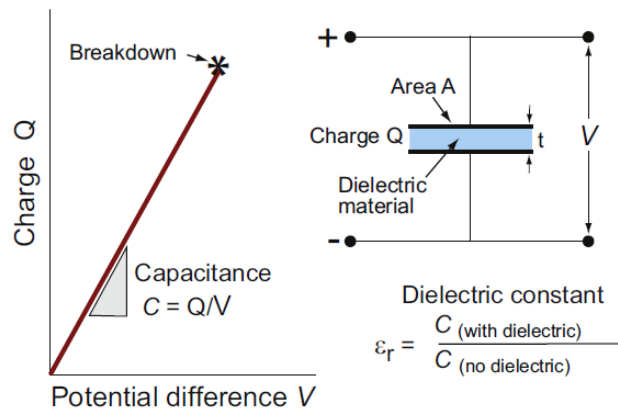 Breakdown
Charge Q
Capacitance
C = Q/V
Potential difference V
+
Area A
Charge Q
t
V
Dielectric
material
-
Dielectric constant
εr = C (with dielectric)
C (no dielectric)